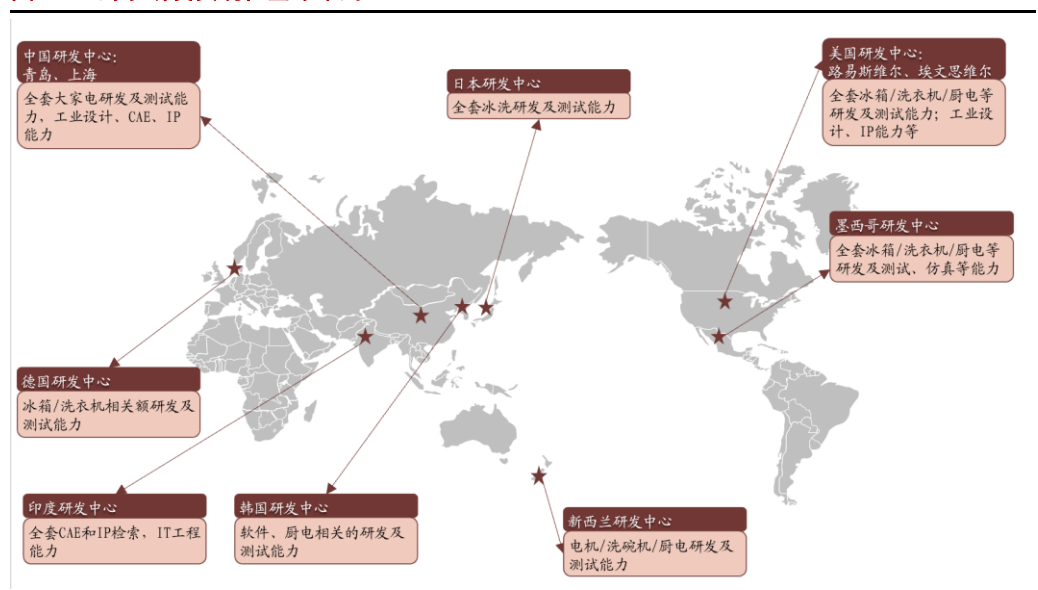 中国研发中心:
青岛、上海
全套大家电研发及测试能
力，工业设计、CAE、IP
能力
日本研发中心
全套冰洗研发及测试能力
美国研发中心:
路易斯维尔、埃文思维尔
全套冰箱/洗衣机/厨电等
研发及测试能力；工业设
计、IP能力等
墨西哥研发中心
全套冰箱/洗衣机/厨电等
研发及测试、仿真等能力
德国研发中心
冰箱/洗衣机相关额研发及
测试能力
印度研发中心
全套CAE和IP检索，IT工程
能力
韩国研发中心
软件、厨电相关的研发及
测试能力
新西兰研发中心
电机/洗碗机/厨电研发及
测试能力